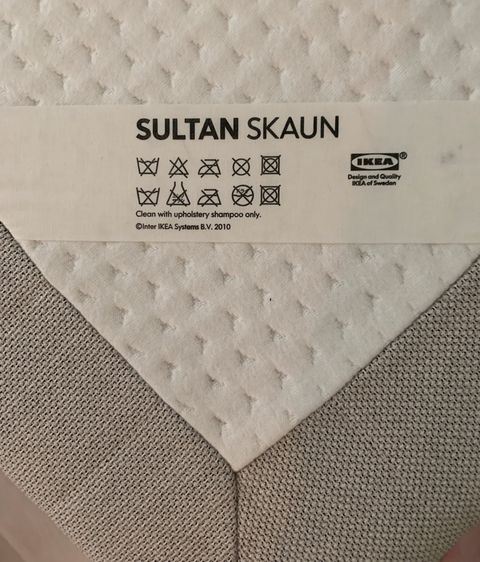 SULTAN SKAUN
IKEA®
Design and Quality
IKEA of Sweden
Clean with upholstery shampoo only.
©Inter IKEA Systems B.V. 2010